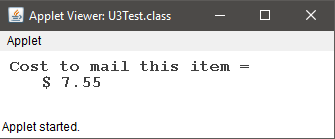 Applet Viewer: U3Test.class
Applet
Cost to mail this item =
$ 7.55
Applet started.